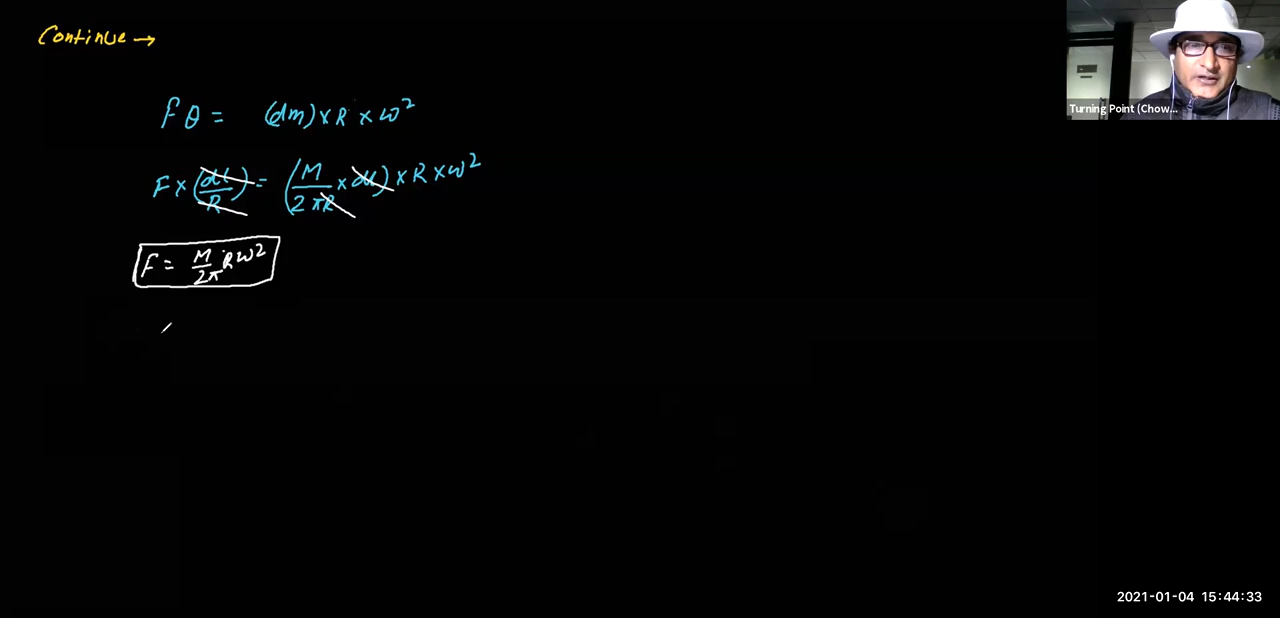 Continue →
Fθ = (dm)×R×ω²
F×(dl/R) = (M/2πR × dl)×R×ω²
F = M/2π Rω²
Turning Point (Chow...
2021-01-04 15:44:33